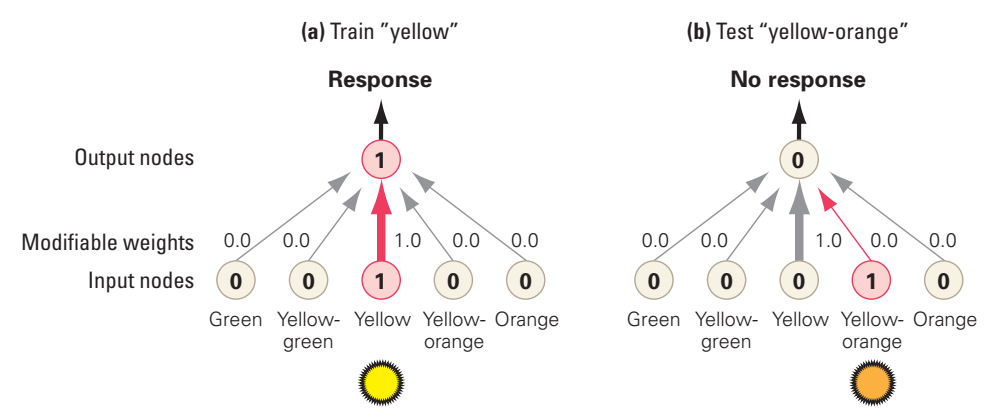 (a) Train ”yellow”
(b) Test “yellow-orange”
Response
No response
Output nodes
1
0
Modifiable weights
0.0 0.0 1.0 0.0 0.0
0.0 0.0 1.0 0.0 0.0
Input nodes
0 0 1 0 0
0 0 0 1 0
Green Yellow- Yellow Yellow- Orange
green orange
Green Yellow- Yellow Yellow- Orange
green orange